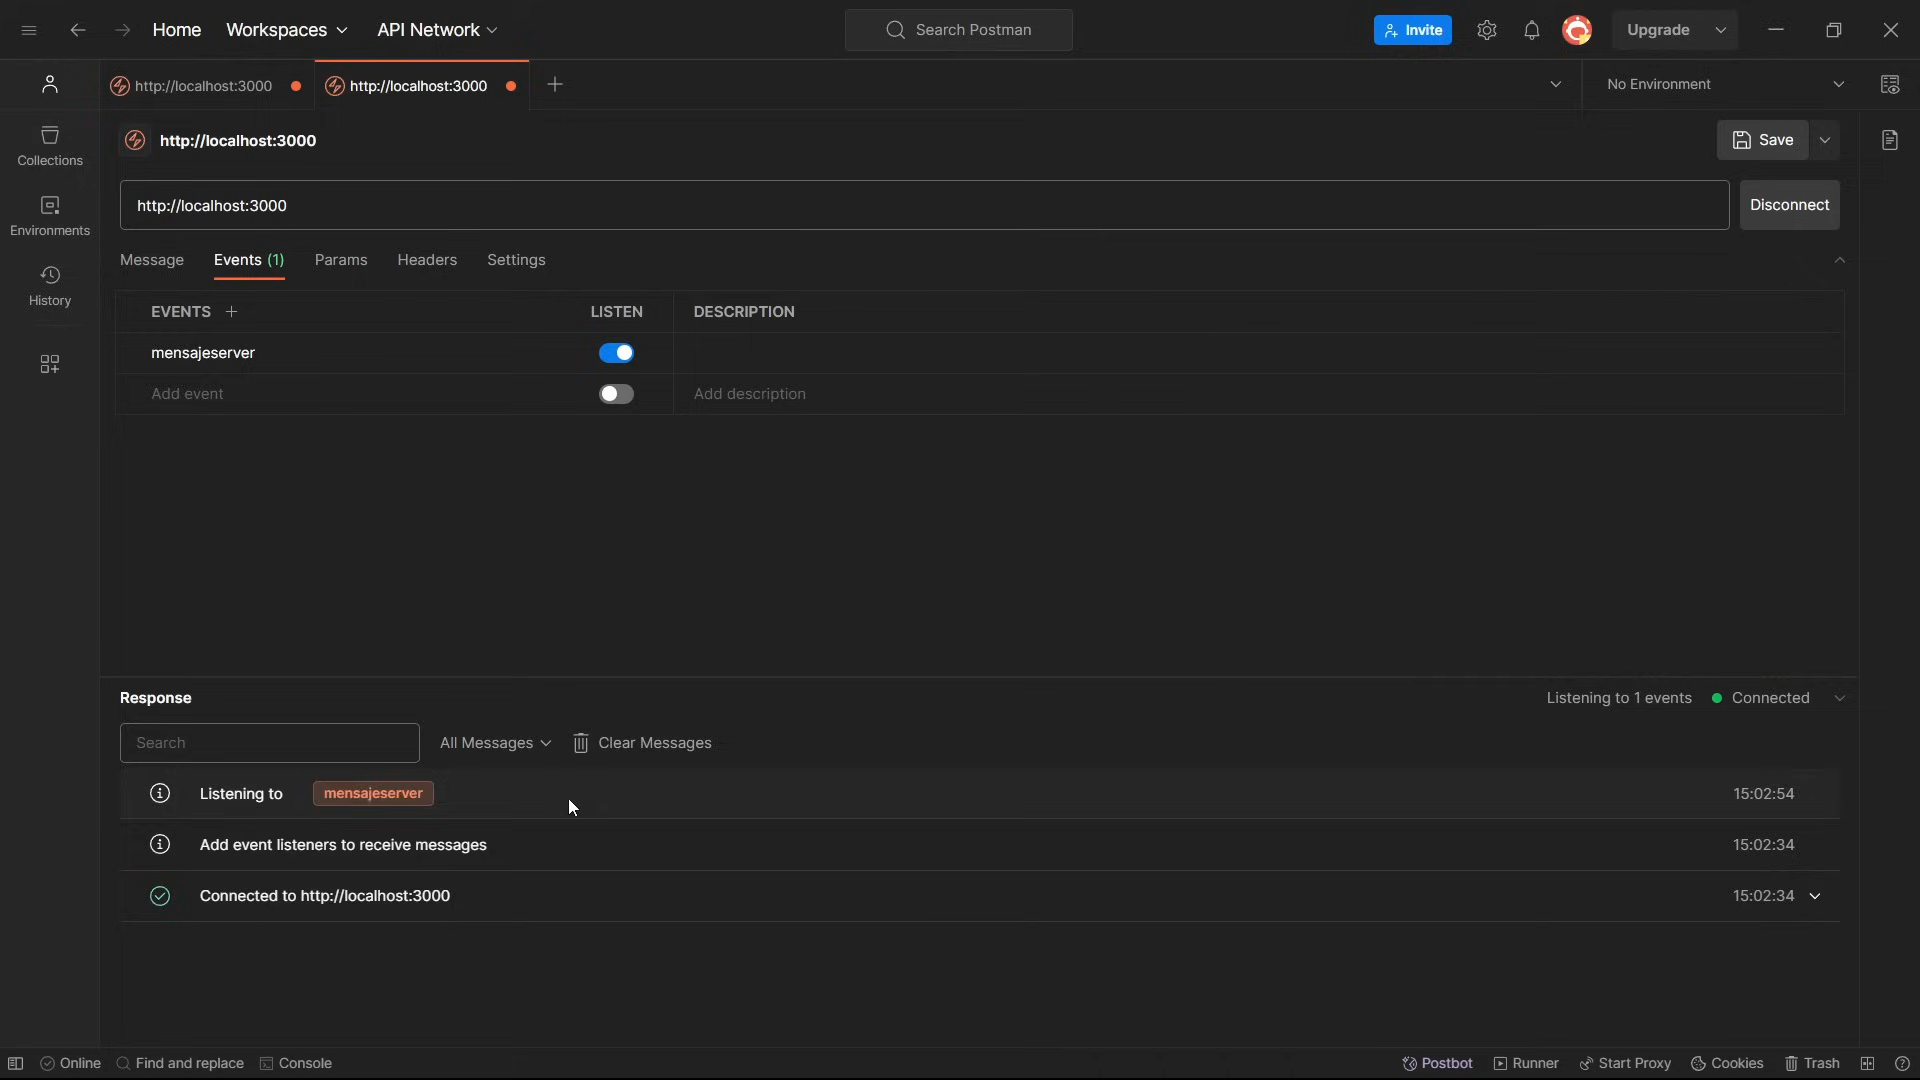 Home Workspaces API Network Search Postman Invite Upgrade
http://localhost:3000 http://localhost:3000 No Environment
http://localhost:3000 Save
Collections
http://localhost:3000 Disconnect
Environments
Message Events (1) Params Headers Settings
History
EVENTS LISTEN DESCRIPTION
mensajeserver
Add event Add description
Response Listening to 1 events Connected
Search All Messages Clear Messages
Listening to mensajeserver 15:02:54
Add event listeners to receive messages 15:02:34
Connected to http://localhost:3000 15:02:34
Online Find and replace Console Postbot Runner Start Proxy Cookies Trash